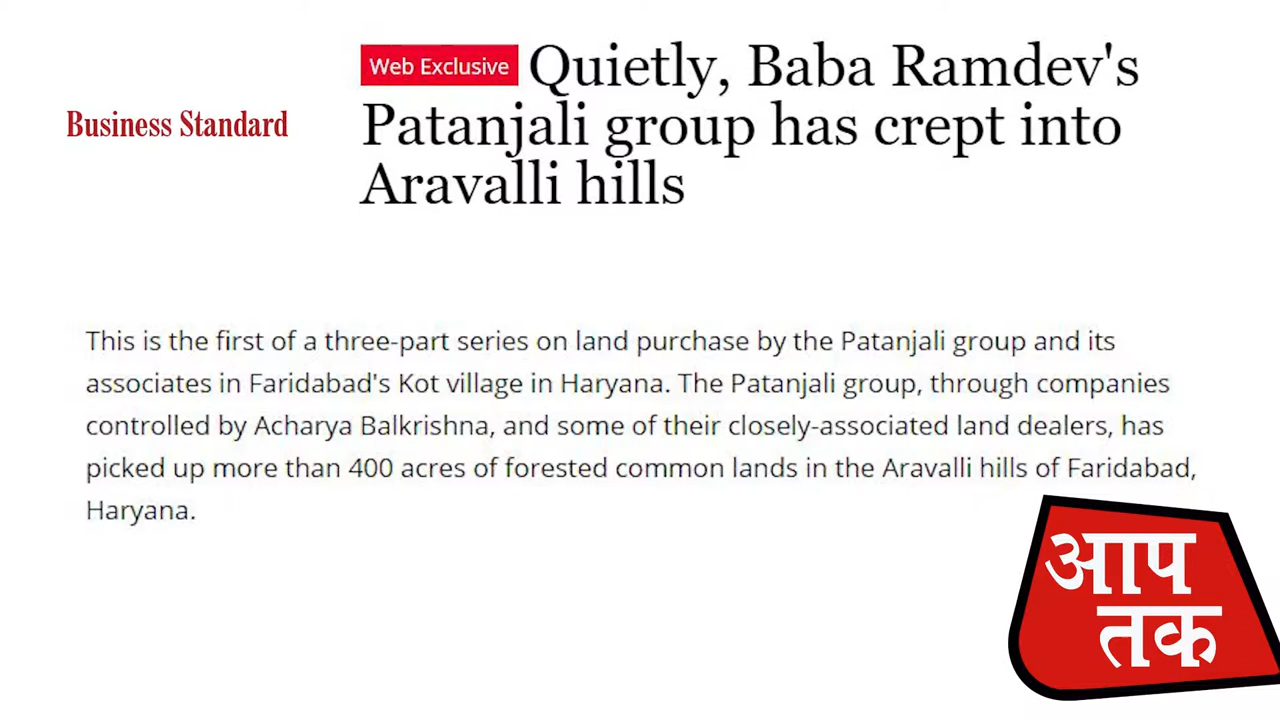 Web Exclusive Quietly, Baba Ramdev's
Business Standard
Patanjali group has crept into
Aravalli hills
This is the first of a three-part series on land purchase by the Patanjali group and its
associates in Faridabad's Kot village in Haryana. The Patanjali group, through companies
controlled by Acharya Balkrishna, and some of their closely-associated land dealers, has
picked up more than 400 acres of forested common lands in the Aravalli hills of Faridabad,
Haryana.
आप
तक